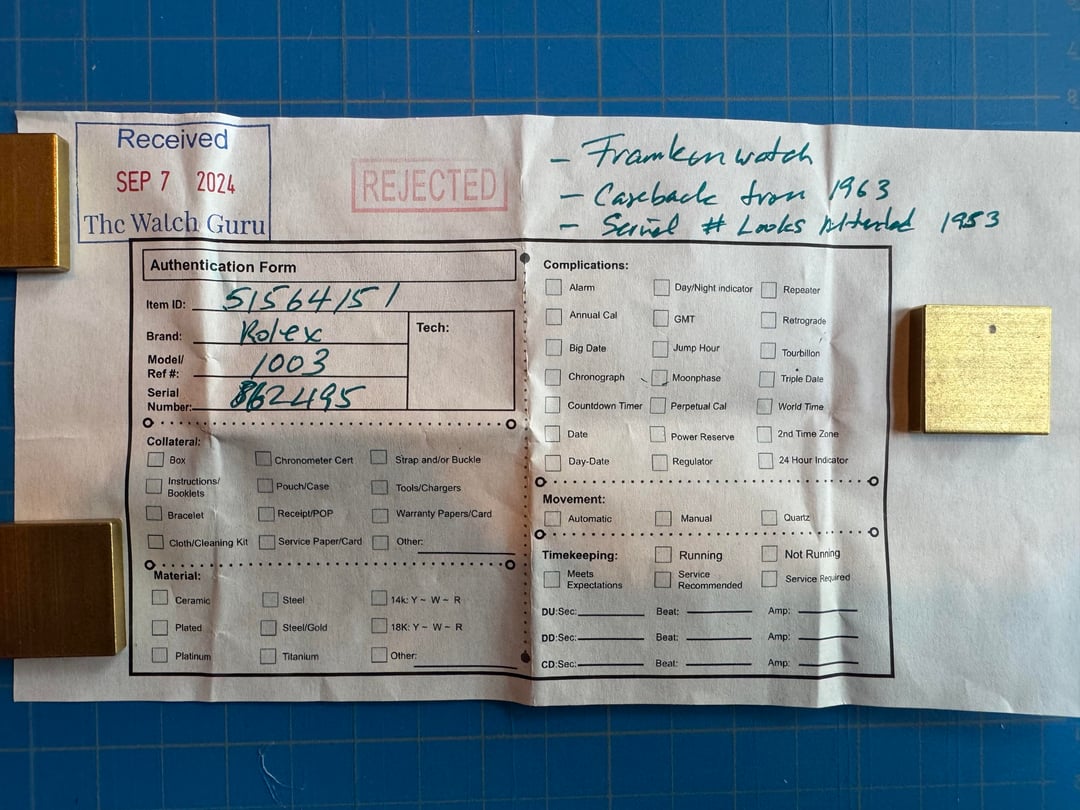 Received
SEP 7 2024
The Watch Guru
REJECTED
- Frankenwatch
- Caseback from 1963
- Serial # Looks Altered 1953
Authentication Form
Item ID: 51564151
Brand: Rolex
Model/
Ref #: 1003
Serial
Number: 862495
Tech:
Collateral:
Box
Chronometer Cert
Strap and/or Buckle
Instructions/
Booklets
Pouch/Case
Tools/Chargers
Bracelet
Receipt/POP
Warranty Papers/Card
Cloth/Cleaning Kit
Service Paper/Card
Other:
Material:
Ceramic
Steel
14k: Y ~ W ~ R
Plated
Steel/Gold
18K: Y ~ W ~ R
Platinum
Titanium
Other:
Complications:
Alarm
Day/Night indicator
Repeater
Annual Cal
GMT
Retrograde
Big Date
Jump Hour
Tourbillon
Chronograph
Moonphase
Triple Date
Countdown Timer
Perpetual Cal
World Time
Date
Power Reserve
2nd Time Zone
Day-Date
Regulator
24 Hour Indicator
Movement:
Automatic
Manual
Quartz
Timekeeping:
Running
Not Running
Meets
Expectations
Service
Recommended
Service Required
DU:Sec: Beat: Amp:
DD:Sec: Beat: Amp:
CD:Sec: Beat: Amp: